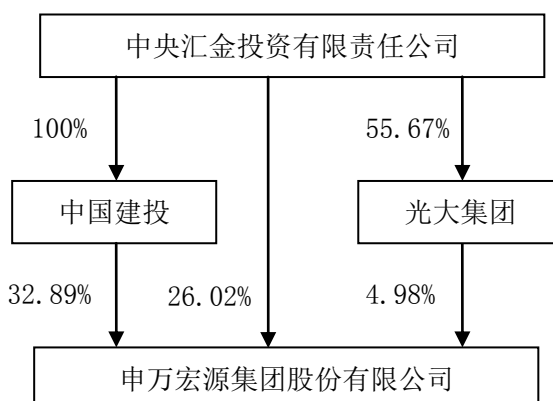 中央汇金投资有限责任公司
100%
55.67%
中国建投
光大集团
32.89%
26.02%
4.98%
申万宏源集团股份有限公司